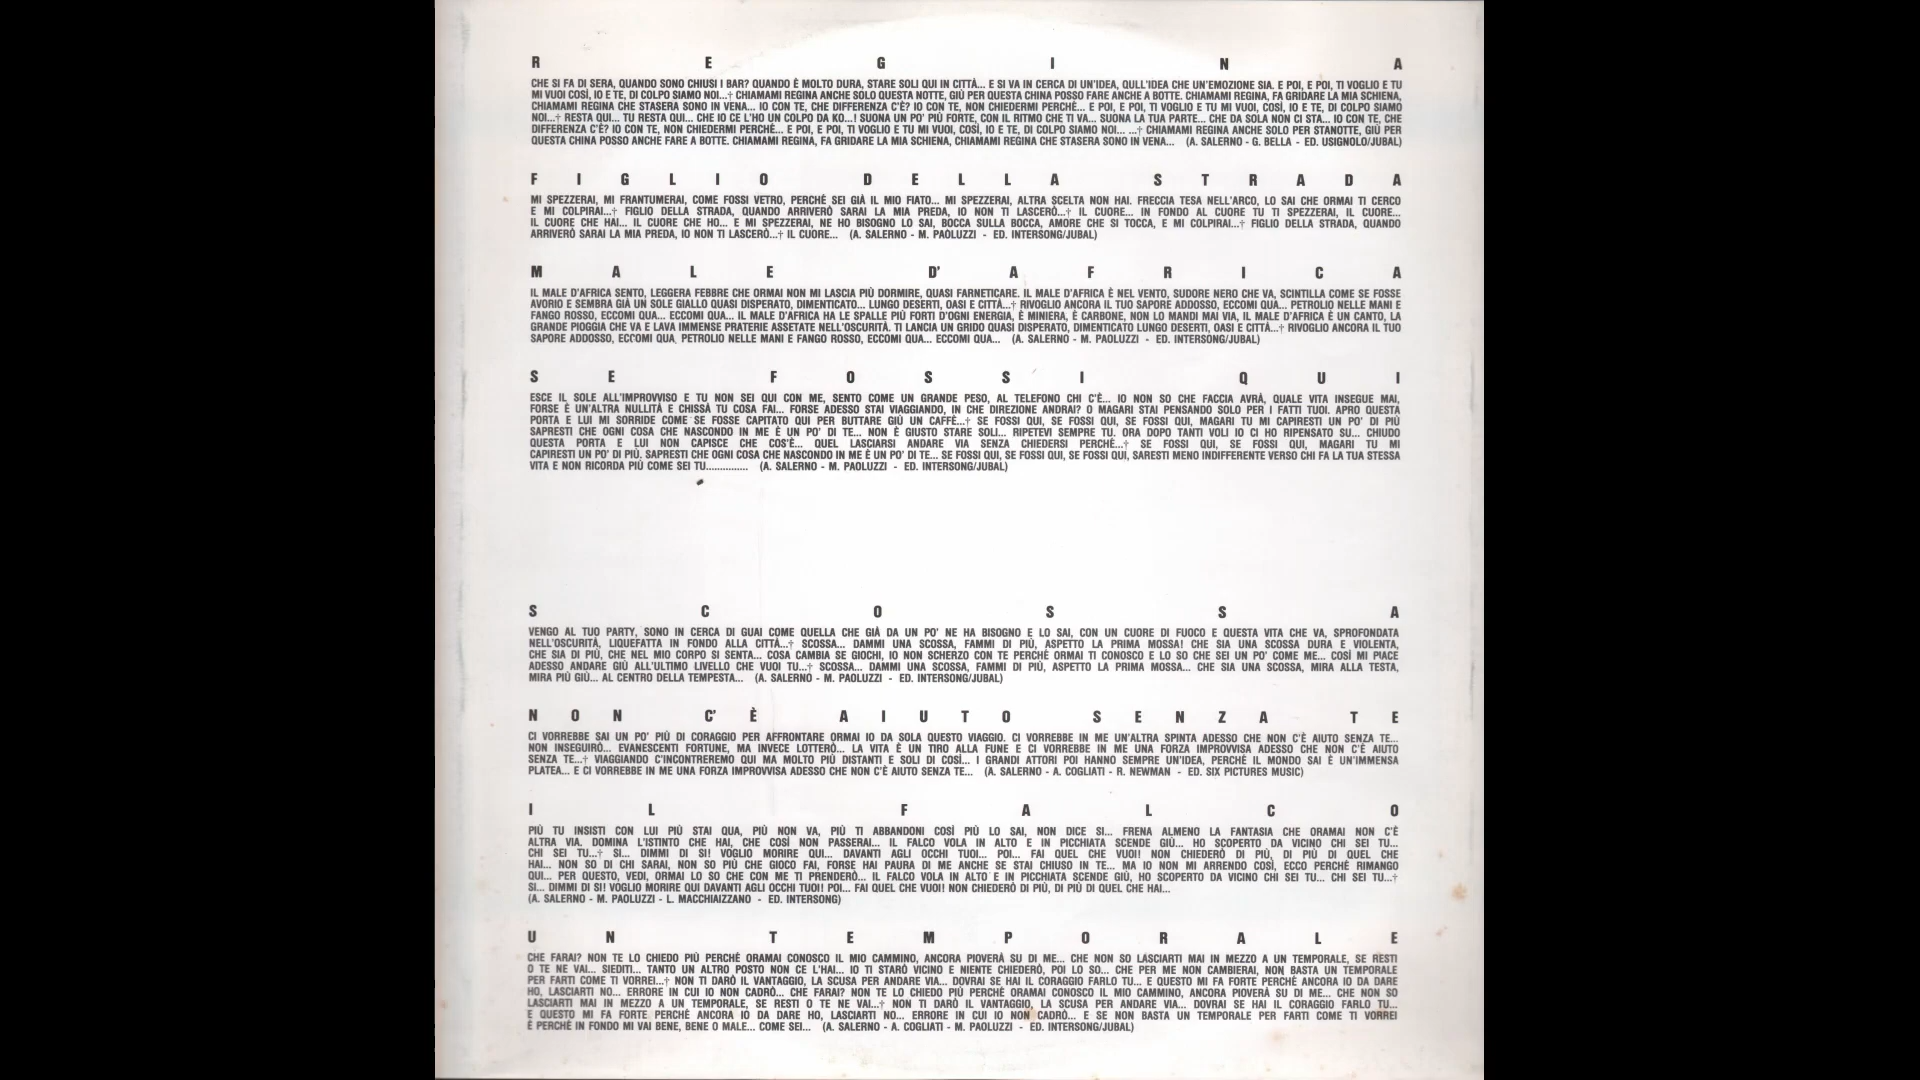 REGINA
CHE SI FA DI SERA, QUANDO SONO CHIUSI I BAR? QUANDO È MOLTO DURA, STARE SOLI QUI IN CITTÀ... E SI VA IN CERCA DI UN'IDEA, QULL'IDEA CHE UN'EMOZIONE SIA. E POI, E POI, TI VOGLIO E TU
MI VUOI COSÌ, IO E TE, DI COLPO SIAMO NOI...† CHIAMAMI REGINA ANCHE SOLO QUESTA NOTTE, GIÙ PER QUESTA CHINA POSSO FARE ANCHE A BOTTE. CHIAMAMI REGINA, FA GRIDARE LA MIA SCHIENA,
CHIAMAMI REGINA CHE STASERA SONO IN VENA... IO CON TE, CHE DIFFERENZA C'È? IO CON TE, NON CHIEDERMI PERCHÉ... E POI, E POI, TI VOGLIO E TU MI VUOI, COSÌ, IO E TE, DI COLPO SIAMO
NOI...† RESTA QUI... TU RESTA QUI... CHE IO CE L'HO UN COLPO DA KO...! SUONA UN PO' PIÙ FORTE, CON IL RITMO CHE TI VA... SUONA LA TUA PARTE... CHE DA SOLA NON CI STA... IO CON TE, CHE
DIFFERENZA C'È? IO CON TE, NON CHIEDERMI PERCHÉ... E POI, E POI, TI VOGLIO E TU MI VUOI, COSÌ, IO E TE, DI COLPO SIAMO NOI... ...† CHIAMAMI REGINA ANCHE SOLO PER STANOTTE, GIÙ PER
QUESTA CHINA POSSO ANCHE FARE A BOTTE. CHIAMAMI REGINA, FA GRIDARE LA MIA SCHIENA, CHIAMAMI REGINA CHE STASERA SONO IN VENA... (A. SALERNO - G. BELLA - ED. USIGNOLO/JUBAL)
FIGLIO DELLA STRADA
MI SPEZZERAI, MI FRANTUMERAI, COME FOSSI VETRO, PERCHÉ SEI GIÀ IL MIO FIATO... MI SPEZZERAI, ALTRA SCELTA NON HAI. FRECCIA TESA NELL'ARCO, LO SAI CHE ORMAI TI CERCO
E MI COLPIRAI...† FIGLIO DELLA STRADA, QUANDO ARRIVERÒ SARAI LA MIA PREDA, IO NON TI LASCERÒ...† IL CUORE... IN FONDO AL CUORE TU TI SPEZZERAI, IL CUORE...
IL CUORE CHE HAI... IL CUORE CHE HO... E MI SPEZZERAI, NE HO BISOGNO LO SAI, BOCCA SULLA BOCCA, AMORE CHE SI TOCCA, E MI COLPIRAI...† FIGLIO DELLA STRADA, QUANDO
ARRIVERÒ SARAI LA MIA PREDA, IO NON TI LASCERÒ...† IL CUORE... (A. SALERNO - M. PAOLUZZI - ED. INTERSONG/JUBAL)
MALE D'AFRICA
IL MALE D'AFRICA SENTO, LEGGERA FEBBRE CHE ORMAI NON MI LASCIA PIÙ DORMIRE, QUASI FARNETICARE. IL MALE D'AFRICA È NEL VENTO, SUDORE NERO CHE VA, SCINTILLA COME SE FOSSE
AVORIO E SEMBRA GIÀ UN SOLE GIALLO QUASI DISPERATO, DIMENTICATO... LUNGO DESERTI, OASI E CITTÀ...† RIVOGLIO ANCORA IL TUO SAPORE ADDOSSO, ECCOMI QUA... PETROLIO NELLE MANI E
FANGO ROSSO, ECCOMI QUA... ECCOMI QUA... IL MALE D'AFRICA HA LE SPALLE PIÙ FORTI D'OGNI ENERGIA, È MINIERA, È CARBONE, NON LO MANDI MAI VIA, IL MALE D'AFRICA È UN CANTO, LA
GRANDE PIOGGIA CHE VA E LAVA IMMENSE PRATERIE ASSETATE NELL'OSCURITÀ. TI LANCIA UN GRIDO QUASI DISPERATO, DIMENTICATO LUNGO DESERTI, OASI E CITTÀ...† RIVOGLIO ANCORA IL TUO
SAPORE ADDOSSO, ECCOMI QUA, PETROLIO NELLE MANI E FANGO ROSSO, ECCOMI QUA... ECCOMI QUA... (A. SALERNO - M. PAOLUZZI - ED. INTERSONG/JUBAL)
SE FOSSI QUI
ESCE IL SOLE ALL'IMPROVVISO E TU NON SEI QUI CON ME, SENTO COME UN GRANDE PESO, AL TELEFONO CHI C'È... IO NON SO CHE FACCIA AVRÀ, QUALE VITA INSEGUE MAI,
FORSE È UN'ALTRA NULLITÀ E CHISSÀ TU COSA FAI... FORSE ADESSO STAI VIAGGIANDO, IN CHE DIREZIONE ANDRAI? O MAGARI STAI PENSANDO SOLO PER I FATTI TUOI. APRO QUESTA
PORTA E LUI MI SORRIDE COME SE FOSSE CAPITATO QUI PER BUTTARE GIÙ UN CAFFÈ...† SE FOSSI QUI, SE FOSSI QUI, SE FOSSI QUI, MAGARI TU MI CAPIRESTI UN PO' DI PIÙ
SAPRESTI CHE OGNI COSA CHE NASCONDO IN ME È UN PO' DI TE... NON È GIUSTO STARE SOLI... RIPETEVI SEMPRE TU. ORA DOPO TANTI VOLI IO CI HO RIPENSATO SU... CHIUDO
QUESTA PORTA E LUI NON CAPISCE CHE COS'È... QUEL LASCIARSI ANDARE VIA SENZA CHIEDERSI PERCHÉ...† SE FOSSI QUI, SE FOSSI QUI, MAGARI TU MI
CAPIRESTI UN PO' DI PIÙ. SAPRESTI CHE OGNI COSA CHE NASCONDO IN ME È UN PO' DI TE... SE FOSSI QUI, SE FOSSI QUI, SE FOSSI QUI, SARESTI MENO INDIFFERENTE VERSO CHI FA LA TUA STESSA
VITA E NON RICORDA PIÙ COME SEI TU............... (A. SALERNO - M. PAOLUZZI - ED. INTERSONG/JUBAL)
SCOSSA
VENGO AL TUO PARTY, SONO IN CERCA DI GUAI COME QUELLA CHE GIÀ DA UN PO' NE HA BISOGNO E LO SAI, CON UN CUORE DI FUOCO E QUESTA VITA CHE VA, SPROFONDATA
NELL'OSCURITÀ, LIQUEFATTA IN FONDO ALLA CITTÀ...† SCOSSA... DAMMI UNA SCOSSA, FAMMI DI PIÙ, ASPETTO LA PRIMA MOSSA! CHE SIA UNA SCOSSA DURA E VIOLENTA,
CHE SIA DI PIÙ, CHE NEL MIO CORPO SI SENTA... COSA CAMBIA SE GIOCHI, IO NON SCHERZO CON TE PERCHÉ ORMAI TI CONOSCO E LO SO CHE SEI UN PO' COME ME... COSÌ MI PIACE
ADESSO ANDARE GIÙ ALL'ULTIMO LIVELLO CHE VUOI TU...† SCOSSA... DAMMI UNA SCOSSA, FAMMI DI PIÙ, ASPETTO LA PRIMA MOSSA... CHE SIA UNA SCOSSA, MIRA ALLA TESTA,
MIRA PIÙ GIÙ... AL CENTRO DELLA TEMPESTA... (A. SALERNO - M. PAOLUZZI - ED. INTERSONG/JUBAL)
NON C'È AIUTO SENZA TE
CI VORREBBE SAI UN PO' PIÙ DI CORAGGIO PER AFFRONTARE ORMAI IO DA SOLA QUESTO VIAGGIO. CI VORREBBE IN ME UN'ALTRA SPINTA ADESSO CHE NON C'È AIUTO SENZA TE...
NON INSEGUIRÒ... EVANESCENTI FORTUNE, MA INVECE LOTTERÒ... LA VITA È UN TIRO ALLA FUNE E CI VORREBBE IN ME UNA FORZA IMPROVVISA ADESSO CHE NON C'È AIUTO
SENZA TE...† VIAGGIANDO C'INCONTREREMO QUI MA MOLTO PIÙ DISTANTI E SOLI DI COSÌ... I GRANDI ATTORI POI HANNO SEMPRE UN'IDEA, PERCHÉ IL MONDO SAI È UN'IMMENSA
PLATEA... E CI VORREBBE IN ME UNA FORZA IMPROVVISA ADESSO CHE NON C'È AIUTO SENZA TE... (A. SALERNO - A. COGLIATI - R. NEWMAN - ED. SIX PICTURES MUSIC)
IL FALCO
PIÙ TU INSISTI CON LUI PIÙ STAI QUA, PIÙ NON VA, PIÙ TI ABBANDONI COSÌ PIÙ LO SAI, NON DICE SI... FRENA ALMENO LA FANTASIA CHE ORAMAI NON C'È
ALTRA VIA. DOMINA L'ISTINTO CHE HAI, CHE COSÌ NON PASSERAI... IL FALCO VOLA IN ALTO E IN PICCHIATA SCENDE GIÙ... HO SCOPERTO DA VICINO CHI SEI TU...
CHI SEI TU...† SI... DIMMI DI SI! VOGLIO MORIRE QUI... DAVANTI AGLI OCCHI TUOI... POI... FAI QUEL CHE VUOI! NON CHIEDERÒ DI PIÙ, DI PIÙ DI QUEL CHE
HAI... NON SO DI CHI SARAI, NON SO PIÙ CHE GIOCO FAI, FORSE HAI PAURA DI ME ANCHE SE STAI CHIUSO IN TE... MA IO NON MI ARRENDO COSÌ, ECCO PERCHÉ RIMANGO
QUI... PER QUESTO, VEDI, ORMAI LO SO CHE CON ME TI PRENDERÒ... IL FALCO VOLA IN ALTO E IN PICCHIATA SCENDE GIÙ, HO SCOPERTO DA VICINO CHI SEI TU... CHI SEI TU...†
SI... DIMMI DI SI! VOGLIO MORIRE QUI DAVANTI AGLI OCCHI TUOI! POI... FAI QUEL CHE VUOI! NON CHIEDERÒ DI PIÙ, DI PIÙ DI QUEL CHE HAI...
(A. SALERNO - M. PAOLUZZI - L. MACCHIAIZZANO - ED. INTERSONG)
UN TEMPORALE
CHE FARAI? NON TE LO CHIEDO PIÙ PERCHÉ ORAMAI CONOSCO IL MIO CAMMINO, ANCORA PIOVERÀ SU DI ME... CHE NON SO LASCIARTI MAI IN MEZZO A UN TEMPORALE, SE RESTI
O TE NE VAI... SIEDITI... TANTO UN ALTRO POSTO NON CE L'HAI... IO TI STARÒ VICINO E NIENTE CHIEDERÒ, POI LO SO... CHE PER ME NON CAMBIERAI, NON BASTA UN TEMPORALE
PER FARTI COME TI VORREI...† NON TI DARÒ IL VANTAGGIO, LA SCUSA PER ANDARE VIA... DOVRAI SE HAI IL CORAGGIO FARLO TU... E QUESTO MI FA FORTE PERCHÉ ANCORA IO DA DARE
HO, LASCIARTI NO... ERRORE IN CUI IO NON CADRÒ... CHE FARAI? NON TE LO CHIEDO PIÙ PERCHÉ ORAMAI CONOSCO IL MIO CAMMINO, ANCORA PIOVERÀ SU DI ME... CHE NON SO
LASCIARTI MAI IN MEZZO A UN TEMPORALE, SE RESTI O TE NE VAI...† NON TI DARÒ IL VANTAGGIO, LA SCUSA PER ANDARE VIA... DOVRAI SE HAI IL CORAGGIO FARLO TU...
E QUESTO MI FA FORTE PERCHÉ ANCORA IO DA DARE HO, LASCIARTI NO... ERRORE IN CUI IO NON CADRÒ... E SE NON BASTA UN TEMPORALE PER FARTI COME TI VORREI
È PERCHÉ IN FONDO MI VAI BENE, BENE O MALE... COME SEI... (A. SALERNO - A. COGLIATI - M. PAOLUZZI - ED. INTERSONG/JUBAL)